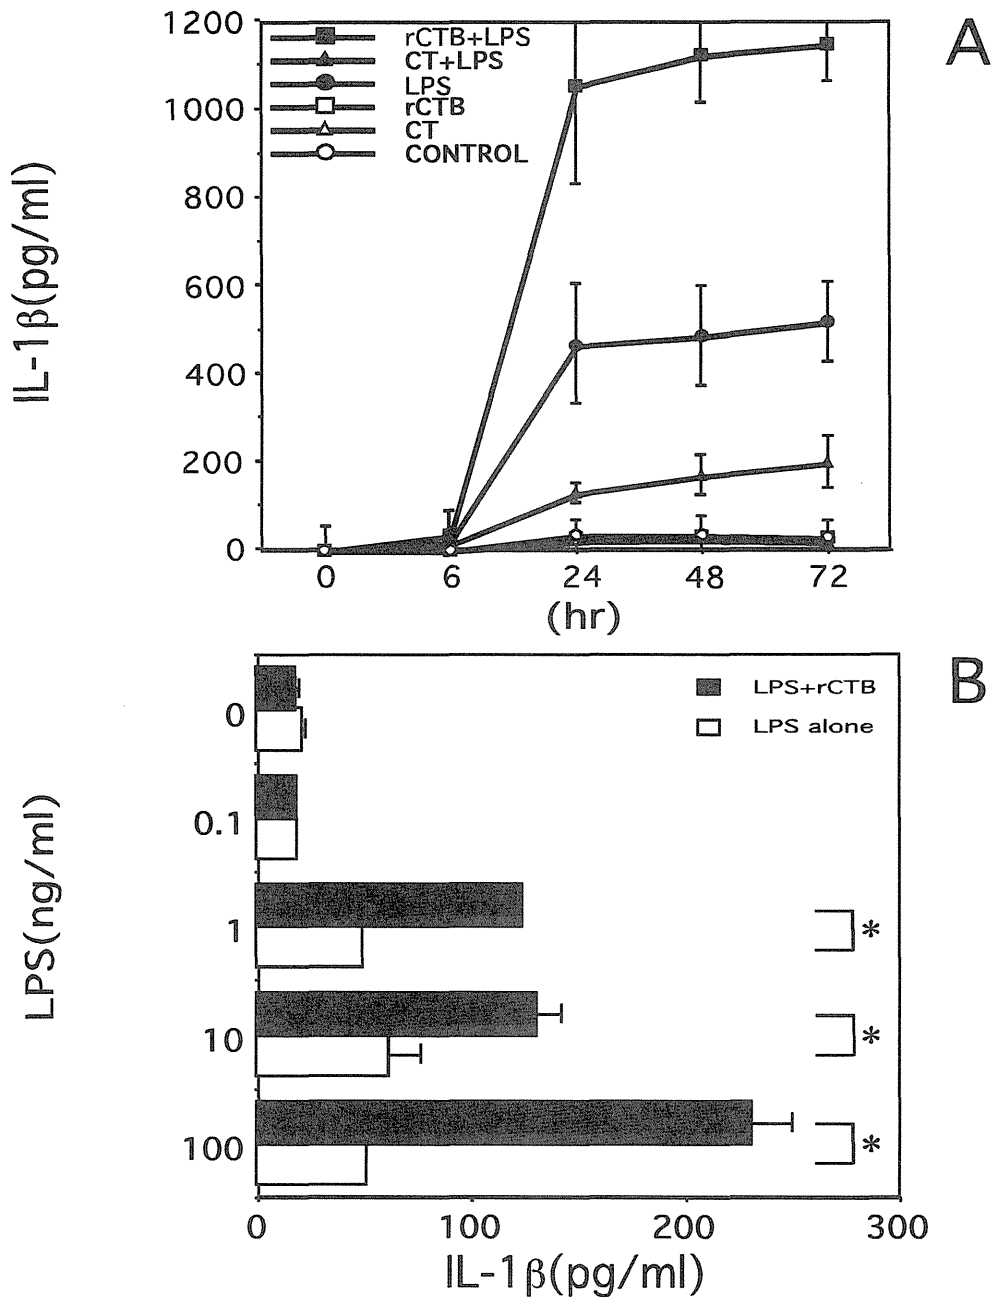 A
1200
1000
800
600
400
200
0
IL-1β(pg/ml)
rCTB+LPS
CT+LPS
LPS
rCTB
CT
CONTROL
0 6 24 48 72
(hr)
B
LPS+rCTB
LPS alone
LPS(ng/ml)
0
0.1
1 *
10 *
100 *
0 100 200 300
IL-1β(pg/ml)